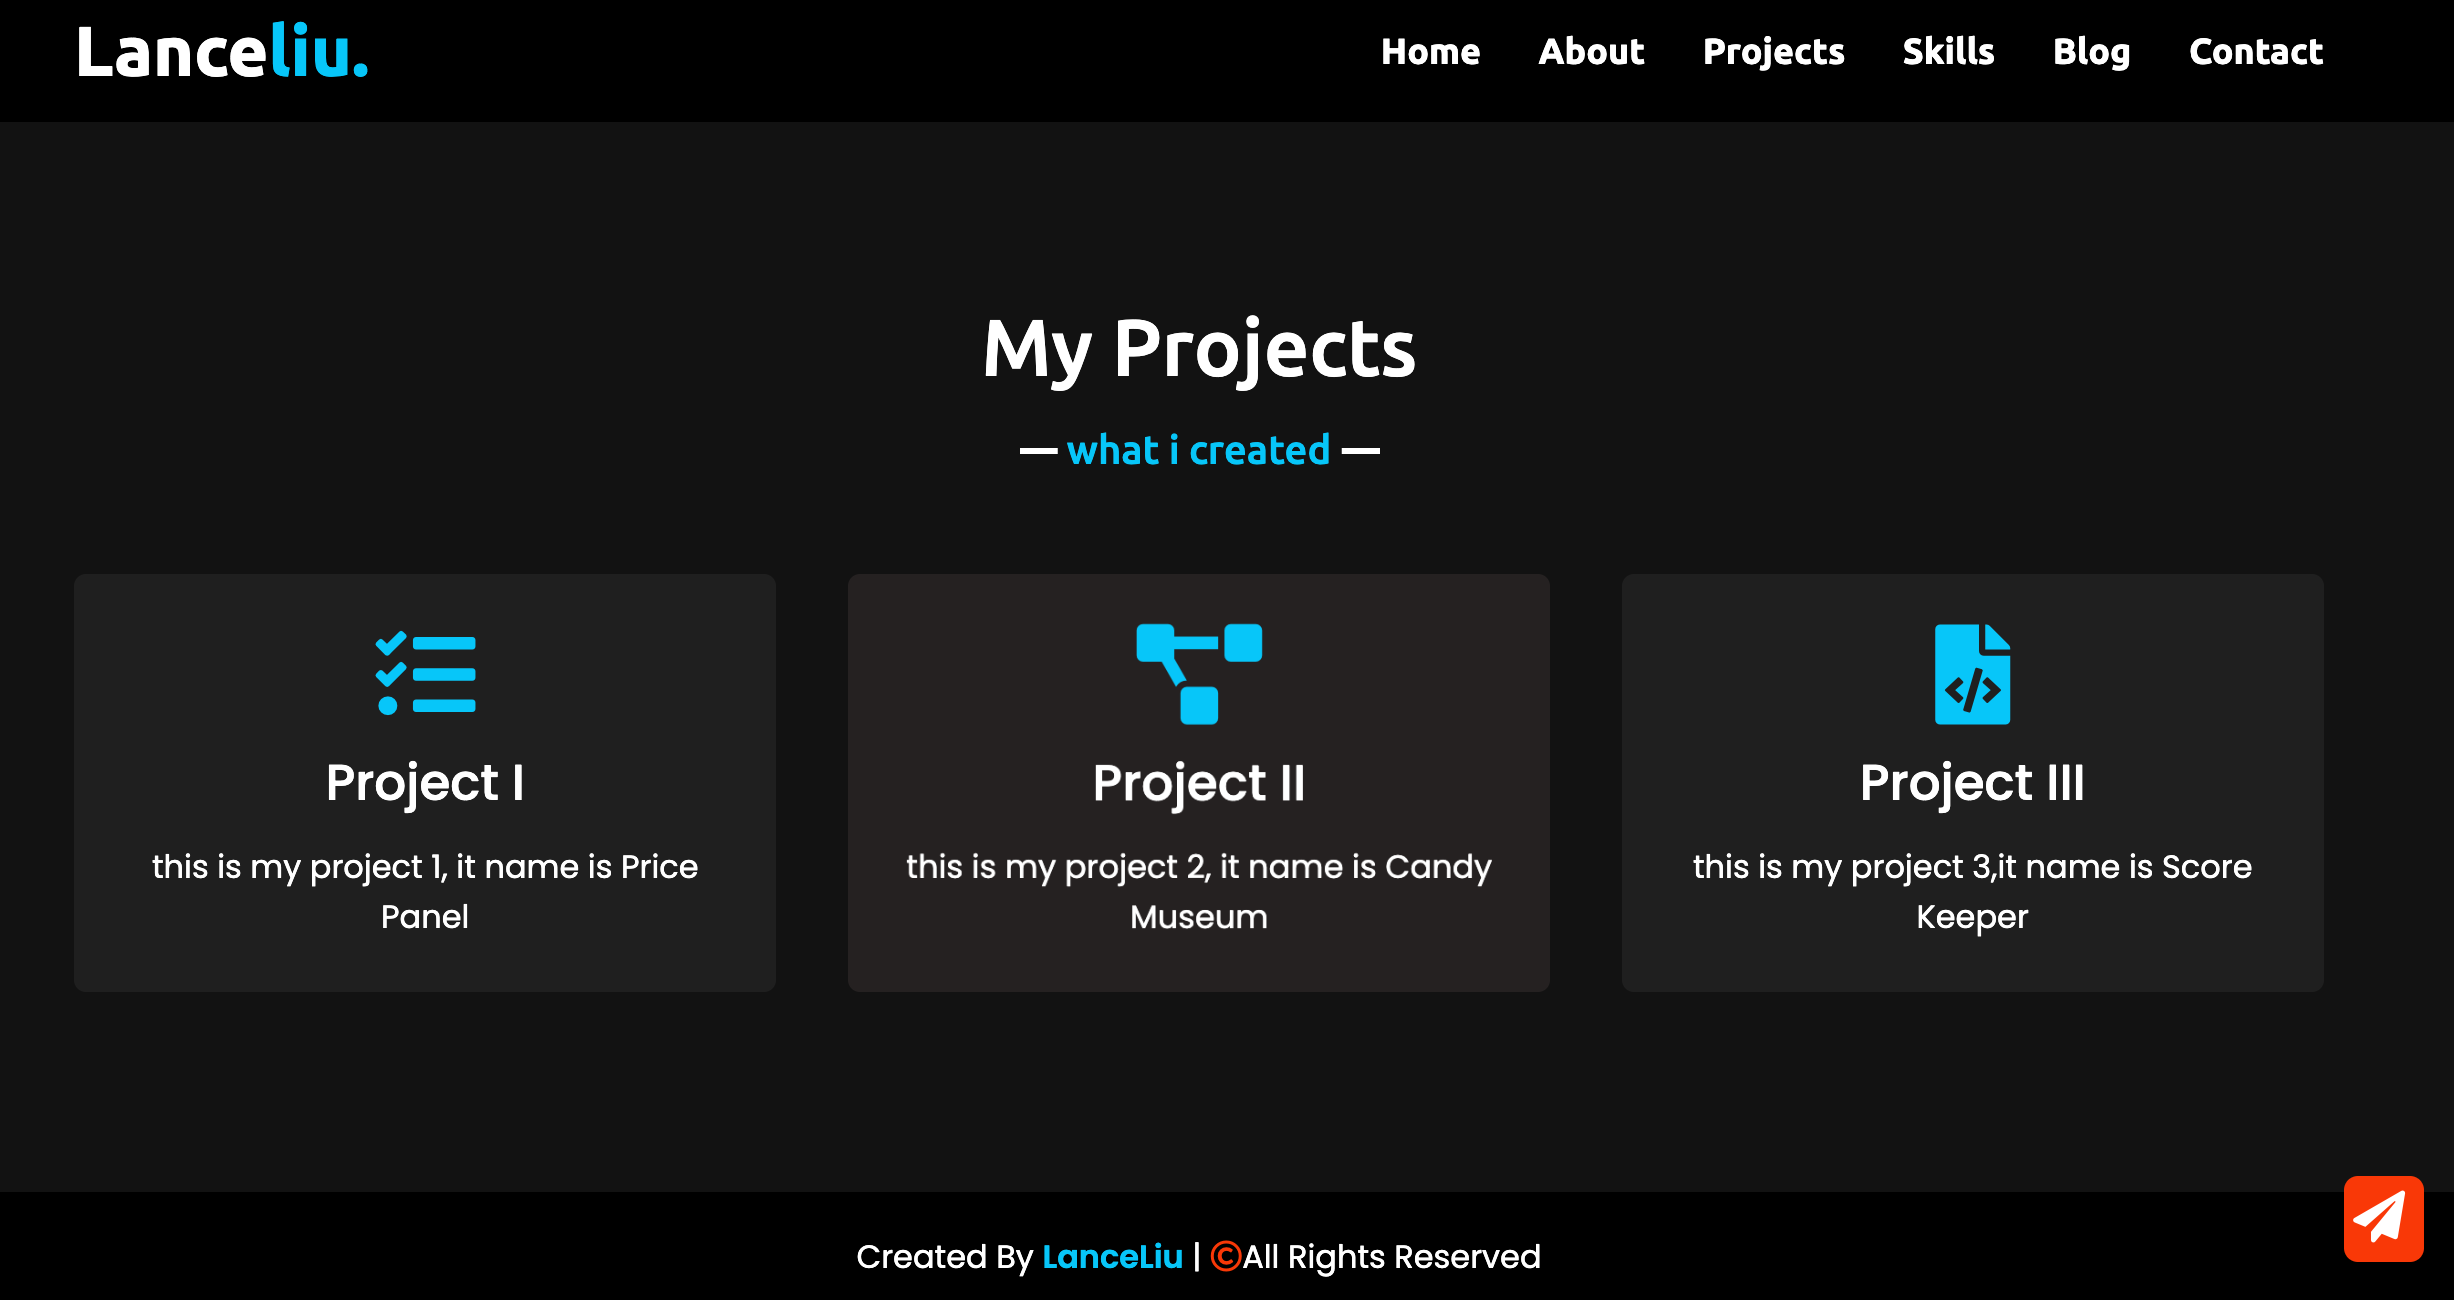 Lanceliu.
Home About Projects Skills Blog Contact
My Projects
— what i created —
Project I
this is my project 1, it name is Price
Panel
Project II
this is my project 2, it name is Candy
Museum
Project III
this is my project 3,it name is Score
Keeper
Created By LanceLiu | ©All Rights Reserved